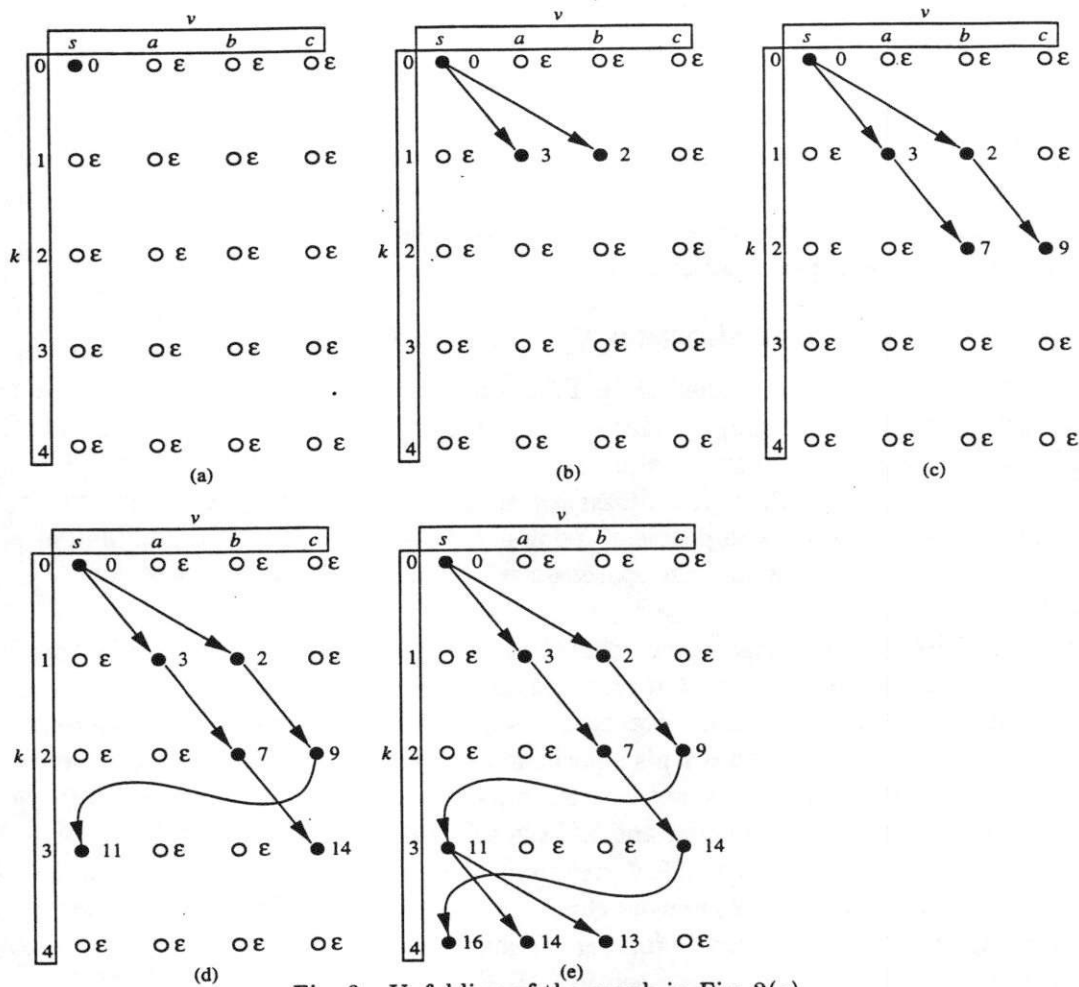 v
s a b c
0 0 ε ε ε
1 ε ε ε ε
k 2 ε ε ε ε
3 ε ε ε ε
4 ε ε ε ε
(a)
v
s a b c
0 0 ε ε ε
1 ε 3 2 ε
k 2 ε ε ε ε
3 ε ε ε ε
4 ε ε ε ε
(b)
v
s a b c
0 0 ε ε ε
1 ε 3 2 ε
k 2 ε ε 7 9
3 ε ε ε ε
4 ε ε ε ε
(c)
v
s a b c
0 0 ε ε ε
1 ε 3 2 ε
k 2 ε ε 7 9
3 11 ε ε 14
4 ε ε ε ε
(d)
v
s a b c
0 0 ε ε ε
1 ε 3 2 ε
k 2 ε ε 7 9
3 11 ε ε 14
4 16 14 13 ε
(e)